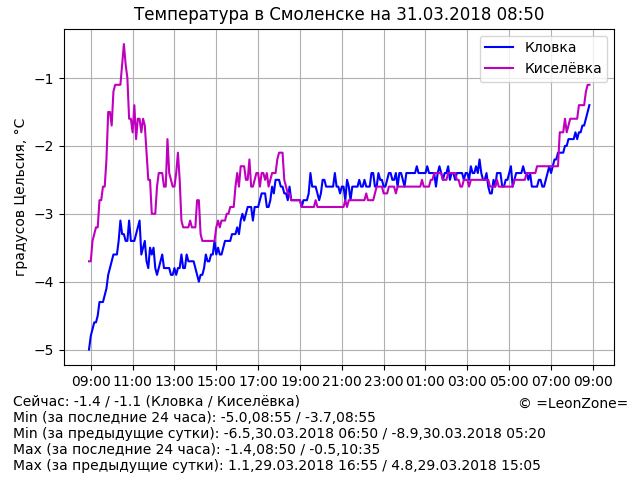 Температура в Смоленске на 31.03.2018 08:50
Кловка
Киселёвка
градусов Цельсия, °C
−1
−2
−3
−4
−5
09:00 11:00 13:00 15:00 17:00 19:00 21:00 23:00 01:00 03:00 05:00 07:00 09:00
Сейчас: -1.4 / -1.1 (Кловка / Киселёвка)
© =LeonZone=
Min (за последние 24 часа): -5.0,08:55 / -3.7,08:55
Min (за предыдущие сутки): -6.5,30.03.2018 06:50 / -8.9,30.03.2018 05:20
Max (за последние 24 часа): -1.4,08:50 / -0.5,10:35
Max (за предыдущие сутки): 1.1,29.03.2018 16:55 / 4.8,29.03.2018 15:05